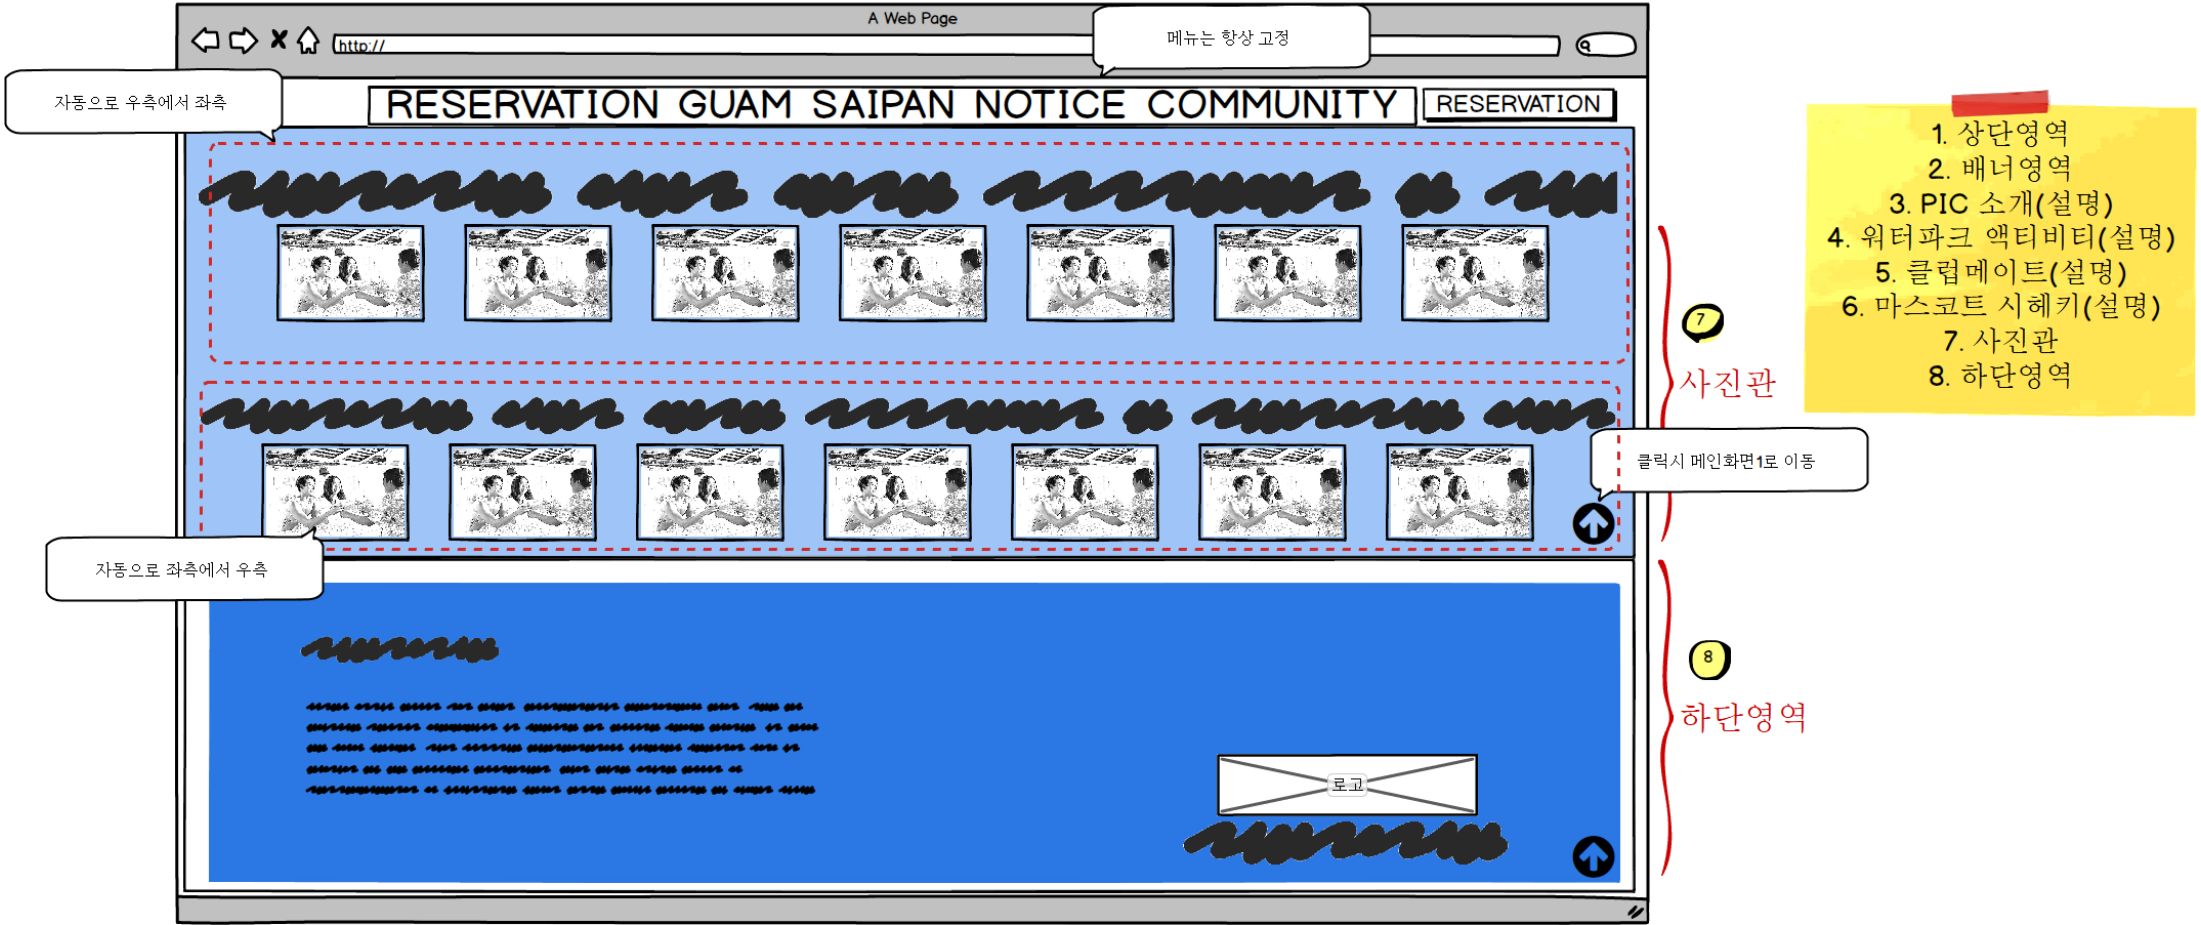 A Web Page
http://
메뉴는 항상 고정
자동으로 우측에서 좌측
RESERVATION GUAM SAIPAN NOTICE COMMUNITY
RESERVATION
1. 상단영역
2. 배너영역
3. PIC 소개(설명)
4. 워터파크 액티비티(설명)
5. 클럽메이트(설명)
6. 마스코트 시헤키(설명)
7. 사진관
8. 하단영역
7
사진관
클릭시 메인화면1로 이동
자동으로 좌측에서 우측
8
하단영역
로고